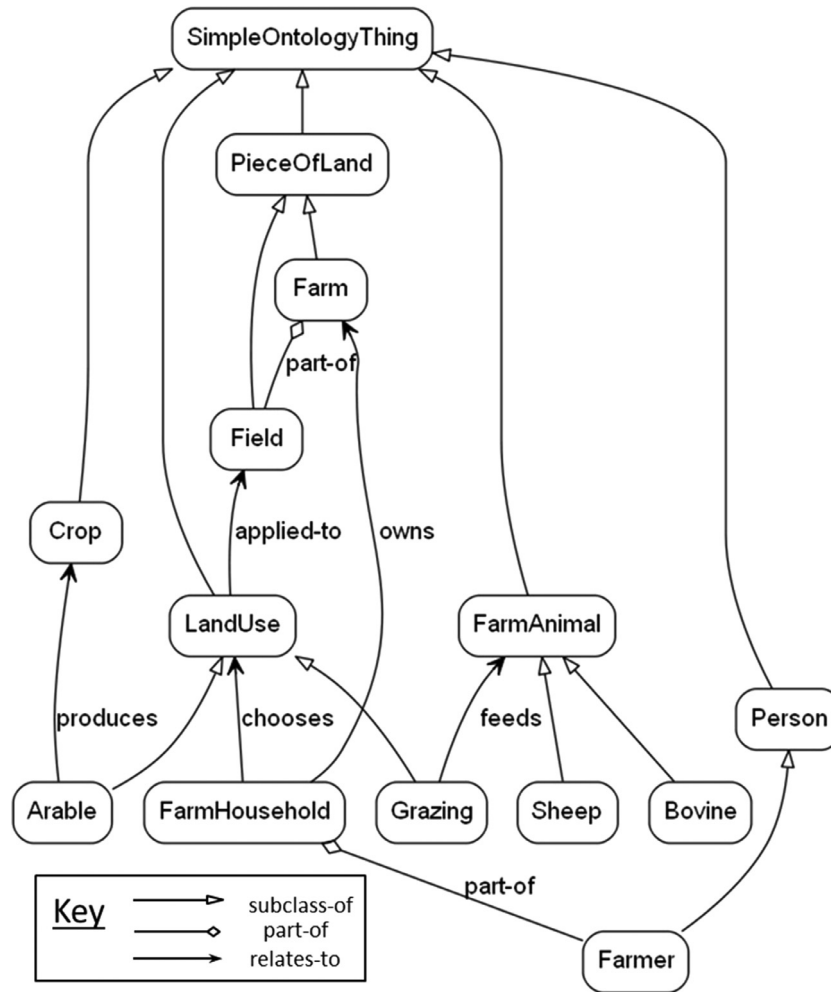 SimpleOntologyThing
PieceOfLand
Farm
part-of
Field
Crop
applied-to
owns
LandUse
FarmAnimal
produces
chooses
feeds
Person
Arable
FarmHousehold
Grazing
Sheep
Bovine
part-of
Farmer
Key
subclass-of
part-of
relates-to